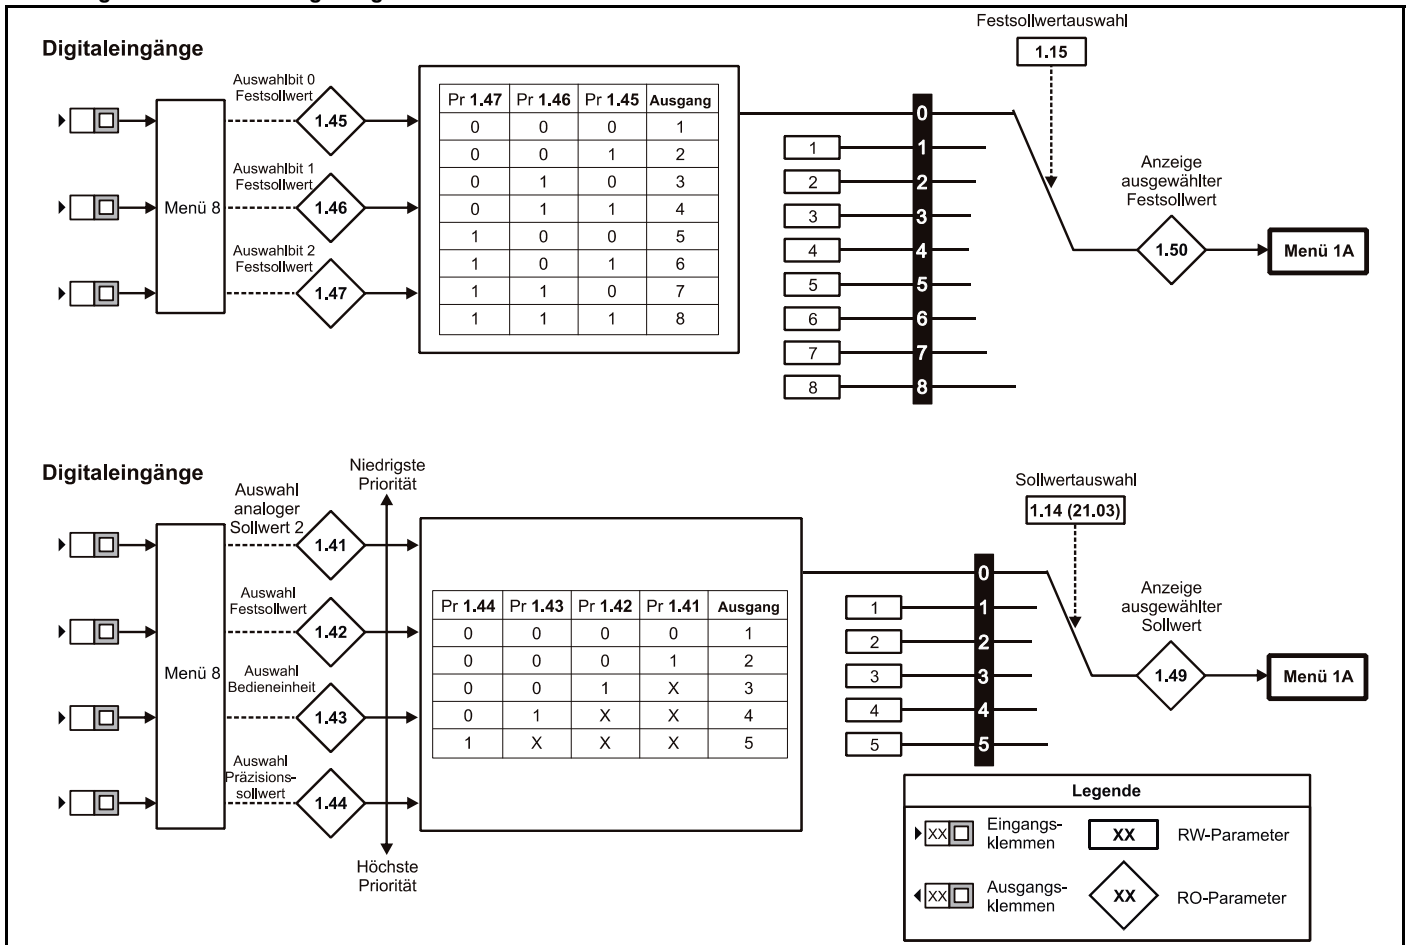 Digitaleingänge
Auswahlbit 0
Festsollwert
1.45
Auswahlbit 1
Festsollwert
1.46
Auswahlbit 2
Festsollwert
1.47
Menü 8
Pr 1.47 Pr 1.46 Pr 1.45 Ausgang
0 0 0 1
0 0 1 2
0 1 0 3
0 1 1 4
1 0 0 5
1 0 1 6
1 1 0 7
1 1 1 8
Festsollwertauswahl
1.15
0
1 1
2 2
3 3
4 4
5 5
6 6
7 7
8 8
Anzeige
ausgewählter
Festsollwert
1.50
Menü 1A
Digitaleingänge
Niedrigste
Priorität
Auswahl
analoger
Sollwert 2
1.41
Auswahl
Festsollwert
1.42
Menü 8
Auswahl
Bedieneinheit
1.43
Auswahl
Präzisions-
sollwert
1.44
Höchste
Priorität
Pr 1.44 Pr 1.43 Pr 1.42 Pr 1.41 Ausgang
0 0 0 0 1
0 0 0 1 2
0 0 1 X 3
0 1 X X 4
1 X X X 5
Sollwertauswahl
1.14 (21.03)
0
1 1
2 2
3 3
4 4
5 5
Anzeige
ausgewählter
Sollwert
1.49
Menü 1A
Legende
XX Eingangs-
klemmen
XX RW-Parameter
XX Ausgangs-
klemmen
XX RO-Parameter